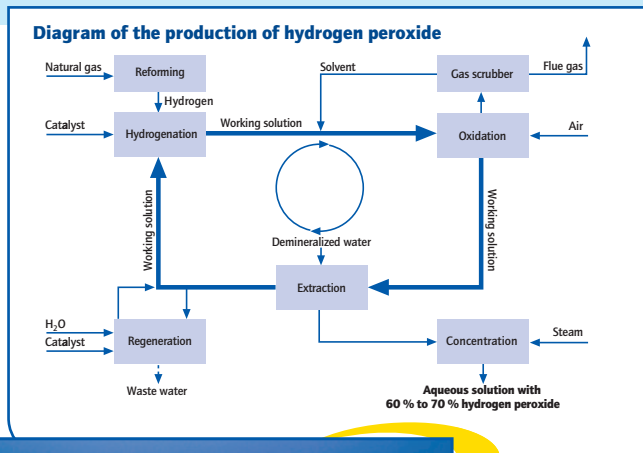 Diagram of the production of hydrogen peroxide
Natural gas
Reforming
Solvent
Gas scrubber
Flue gas
Hydrogen
Catalyst
Hydrogenation
Working solution
Oxidation
Air
Working solution
Working solution
Demineralized water
Extraction
H₂O
Catalyst
Regeneration
Concentration
Steam
Waste water
Aqueous solution with
60 % to 70 % hydrogen peroxide